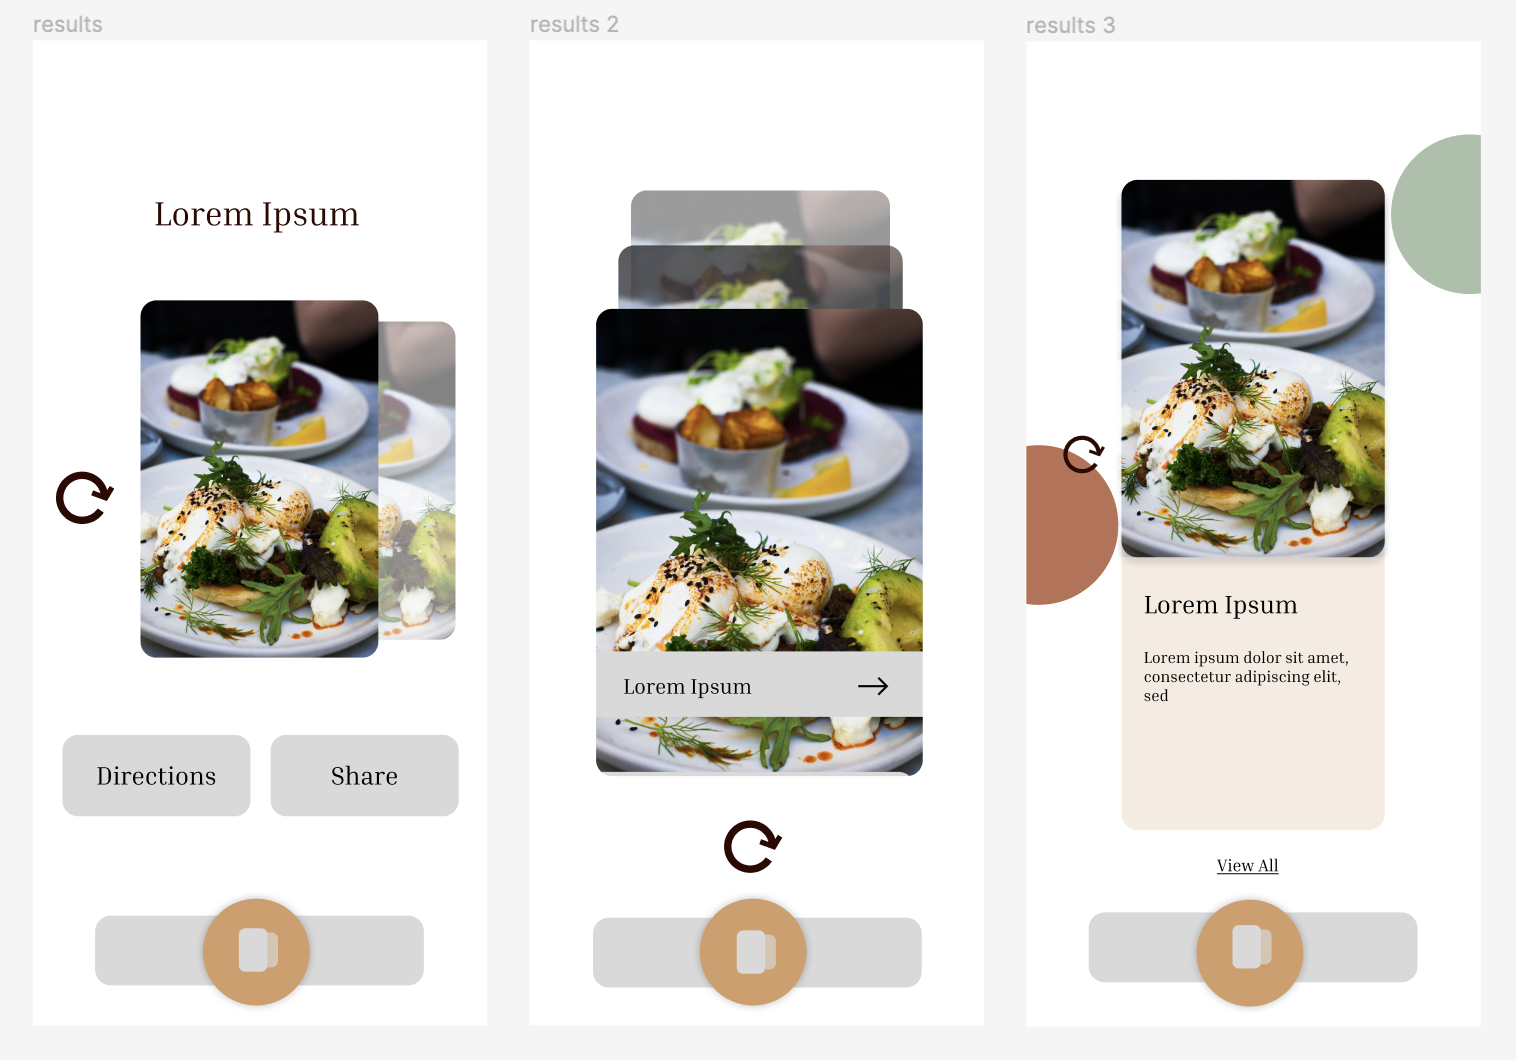 results
Lorem Ipsum
Directions
Share
results 2
Lorem Ipsum
results 3
Lorem Ipsum
Lorem ipsum dolor sit amet,
consectetur adipiscing elit,
sed
View All